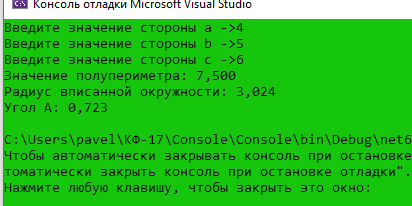 Консоль отладки Microsoft Visual Studio
Введите значение стороны a ->4
Введите значение стороны b ->5
Введите значение стороны c ->6
Значение полупериметра: 7,500
Радиус вписанной окружности: 3,024
Угол A: 0,723
C:\Users\pavel\КФ-17\Console\Console\bin\Debug\net6
Чтобы автоматически закрывать консоль при остановке
томатически закрыть консоль при остановке отладки".
Нажмите любую клавишу, чтобы закрыть это окно: